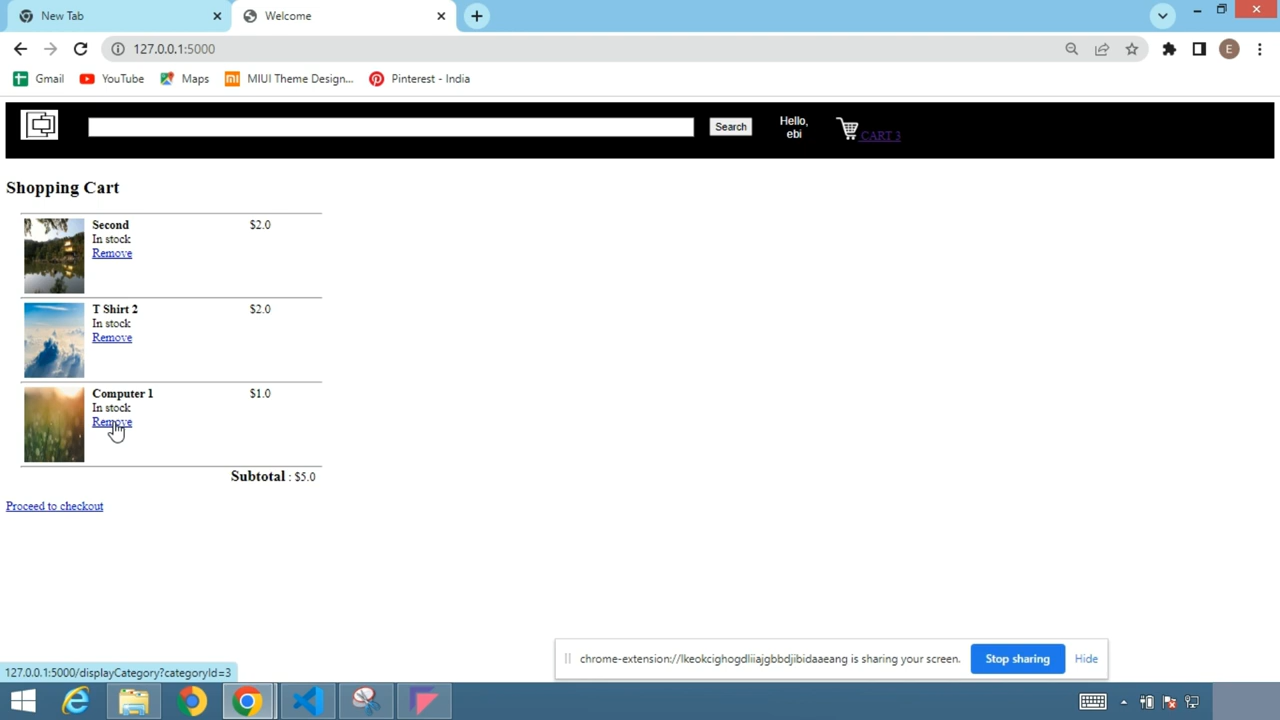 New Tab
Welcome
127.0.0.1:5000
E
Gmail
YouTube
Maps
MIUI Theme Design...
Pinterest - India
Search
Hello,
ebi
CART 3
Shopping Cart
Second
$2.0
In stock
Remove
T Shirt 2
$2.0
In stock
Remove
Computer 1
$1.0
In stock
Remove
Subtotal : $5.0
Proceed to checkout
chrome-extension://lkeokcighogdliiajgbbdjibidaaeang is sharing your screen.
Stop sharing
Hide
127.0.0.1:5000/displayCategory?categoryId=3